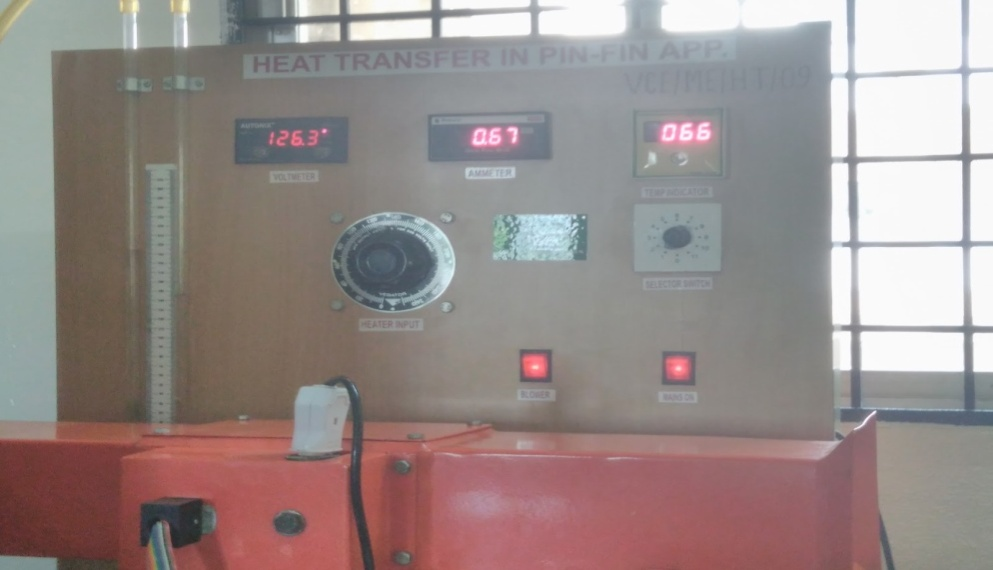 HEAT TRANSFER IN PIN-FIN APP.
VCE/ME/HT/09
126.3
0.67
066
VOLTMETER
AMMETER
TEMP.INDICATOR
HEATER INPUT
SELECTOR SWITCH
BLOWER
MAINS ON